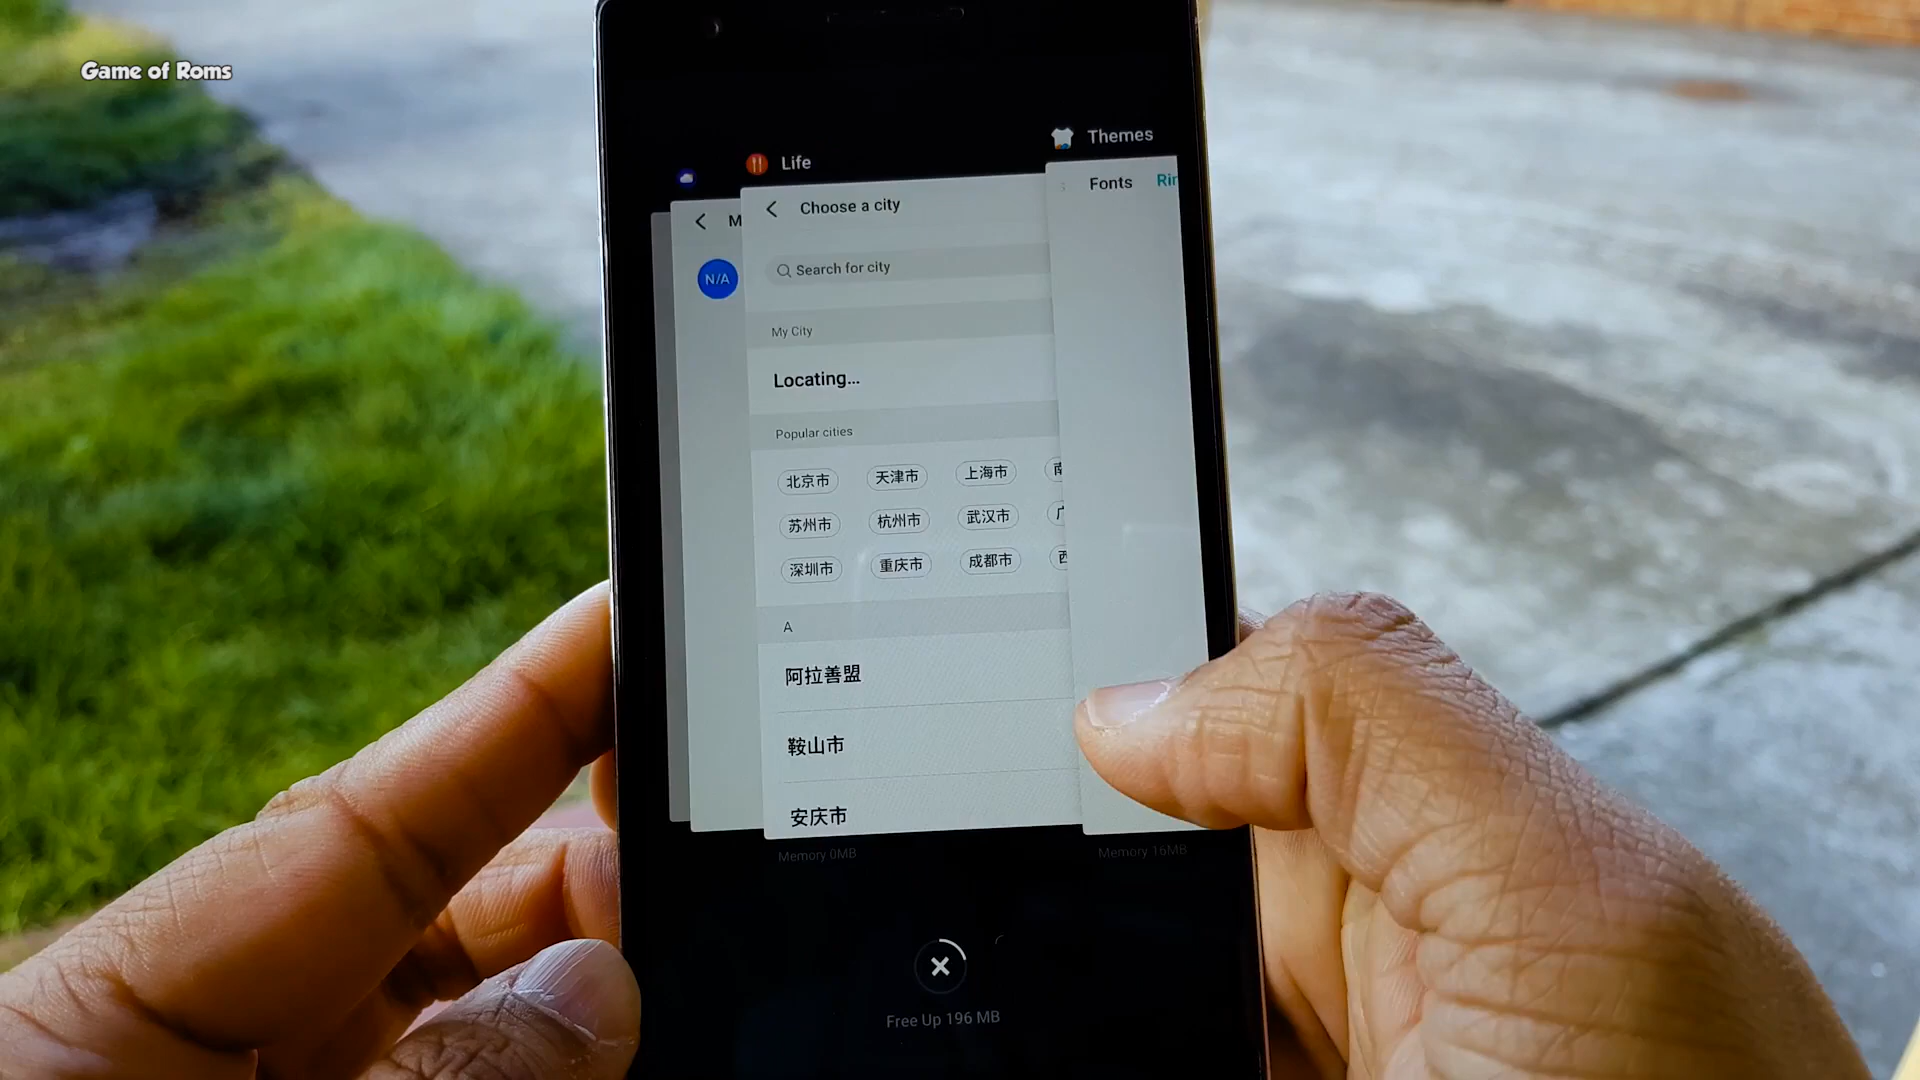 Game of Roms
Themes
Life
Fonts
M
Choose a city
N/A
Search for city
My City
Locating...
Popular cities
北京市 天津市 上海市
苏州市 杭州市 武汉市
深圳市 重庆市 成都市
A
阿拉善盟
鞍山市
安庆市
Memory 0MB
Memory 16MB
Free Up 196 MB